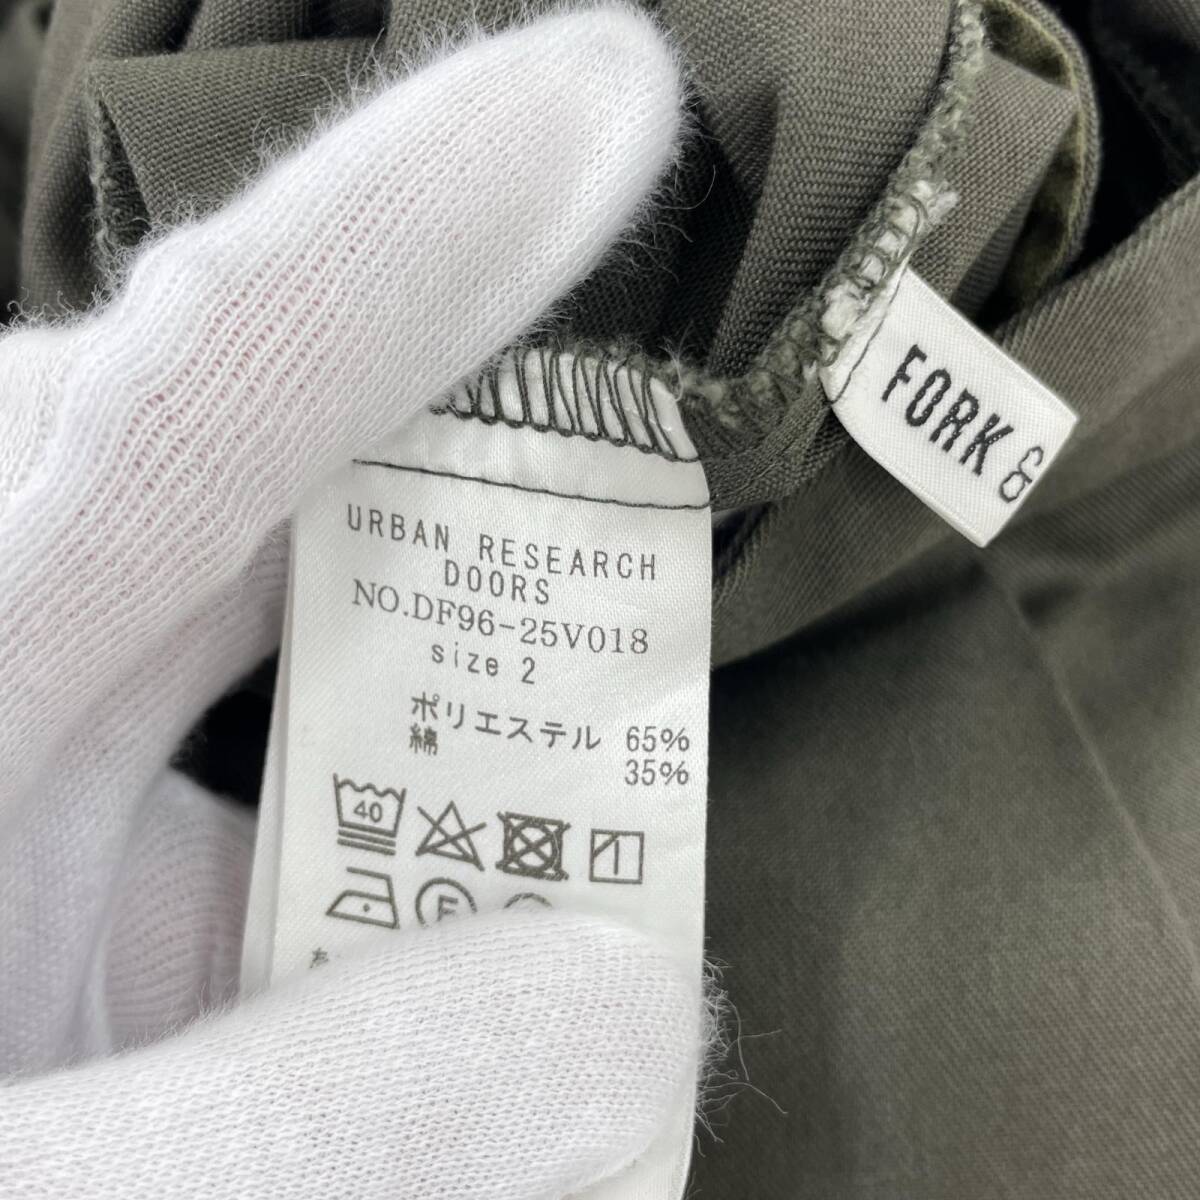 FORK &
URBAN RESEARCH
DOORS
NO.DF96-25V018
size 2
ポリエステル 65%
綿 35%
40
F